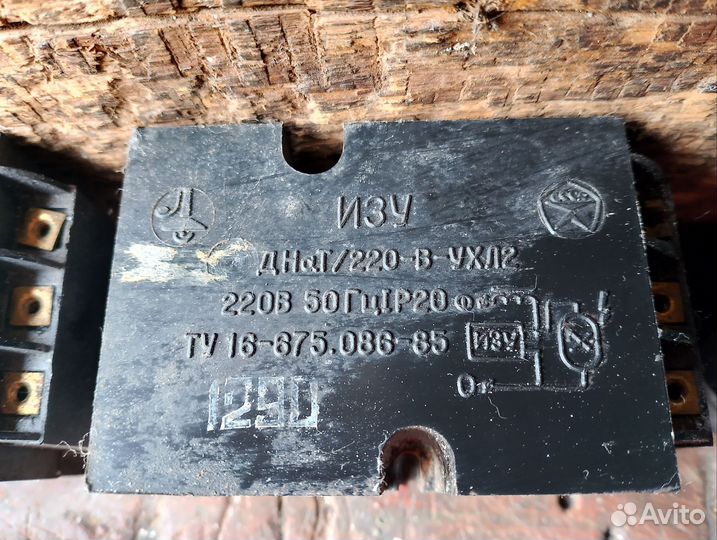 ИЗУ
ДНаТ/220-В-УХЛ2
220В 50Гц IP20
ТУ 16-675.086-85
ИЗУ
1290
Avito